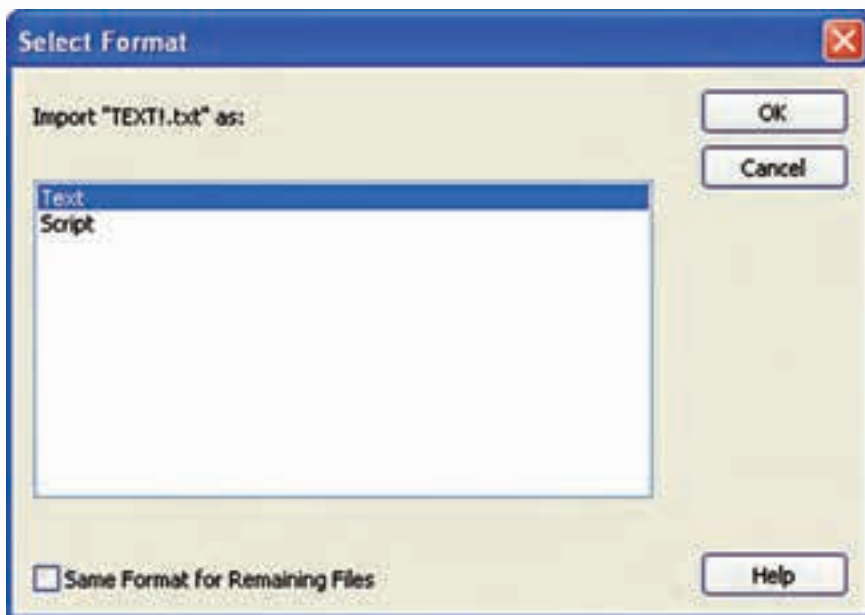 Select Format
Import "TEXT!.txt" as:
OK
Cancel
Text
Script
Same Format for Remaining Files
Help